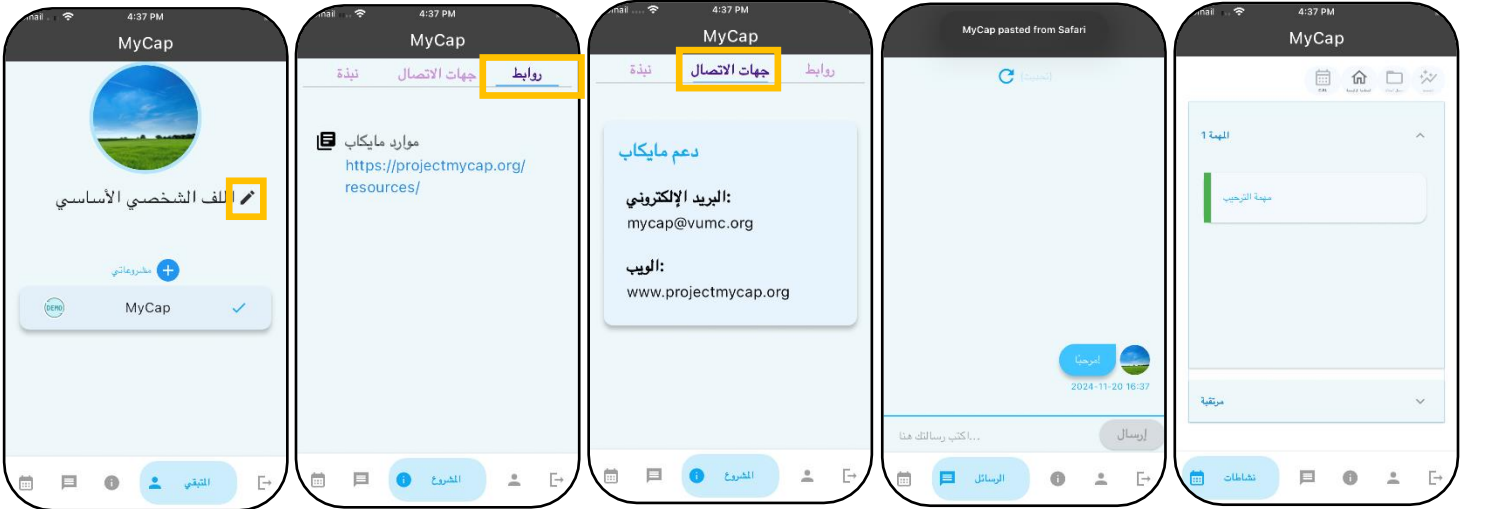 4:37 PM
MyCap
الملف الشخصي الأساسي
مشروعاتي
DEMO
MyCap
4:37 PM
MyCap
روابط
جهات الاتصال
نبذة
موارد مايكاب
https://projectmycap.org/
resources/
المشروع
4:37 PM
MyCap
روابط
جهات الاتصال
نبذة
دعم مايكاب
البريد الإلكتروني:
mycap@vumc.org
الويب:
www.projectmycap.org
المشروع
MyCap pasted from Safari
مرحبًا!
2024-11-20 16:37
اكتب رسالتك هنا...
إرسال
الرسائل
4:37 PM
MyCap
المهمة 1
مهمة الترحيب
مرتقبة
نشاطات